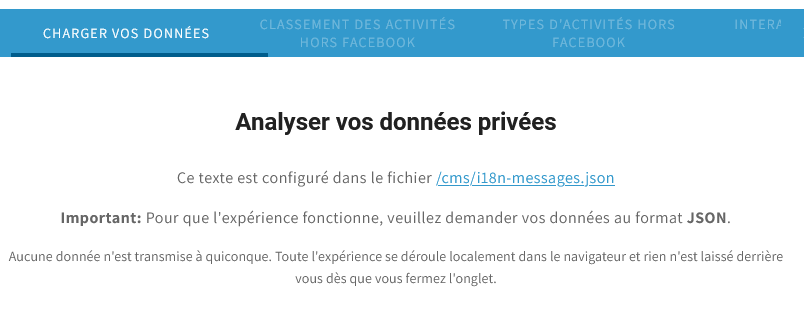 CHARGER VOS DONNÉES
CLASSEMENT DES ACTIVITÉS
HORS FACEBOOK
TYPES D'ACTIVITÉS HORS
FACEBOOK
INTERA
Analyser vos données privées
Ce texte est configuré dans le fichier /cms/i18n-messages.json
Important: Pour que l'expérience fonctionne, veuillez demander vos données au format JSON.
Aucune donnée n'est transmise à quiconque. Toute l'expérience se déroule localement dans le navigateur et rien n'est laissé derrière
vous dès que vous fermez l'onglet.